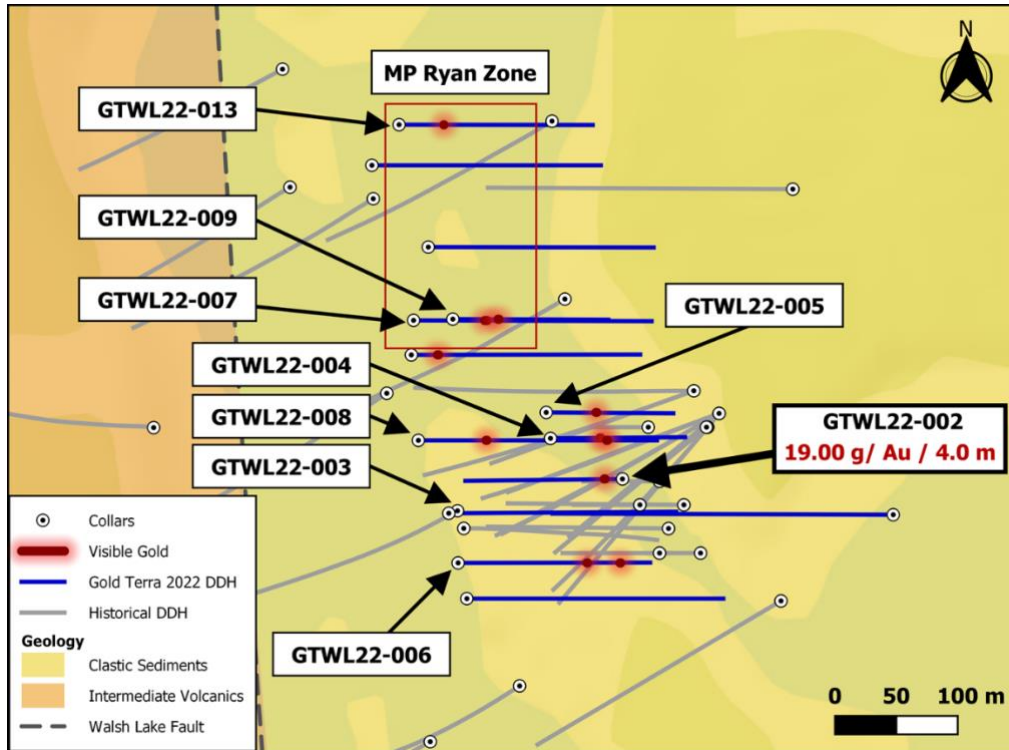 N
MP Ryan Zone
GTWL22-013
GTWL22-009
GTWL22-007
GTWL22-005
GTWL22-004
GTWL22-008
GTWL22-002
19.00 g/ Au / 4.0 m
GTWL22-003
Collars
Visible Gold
Gold Terra 2022 DDH
Historical DDH
Geology
Clastic Sediments
Intermediate Volcanics
Walsh Lake Fault
GTWL22-006
0 50 100 m